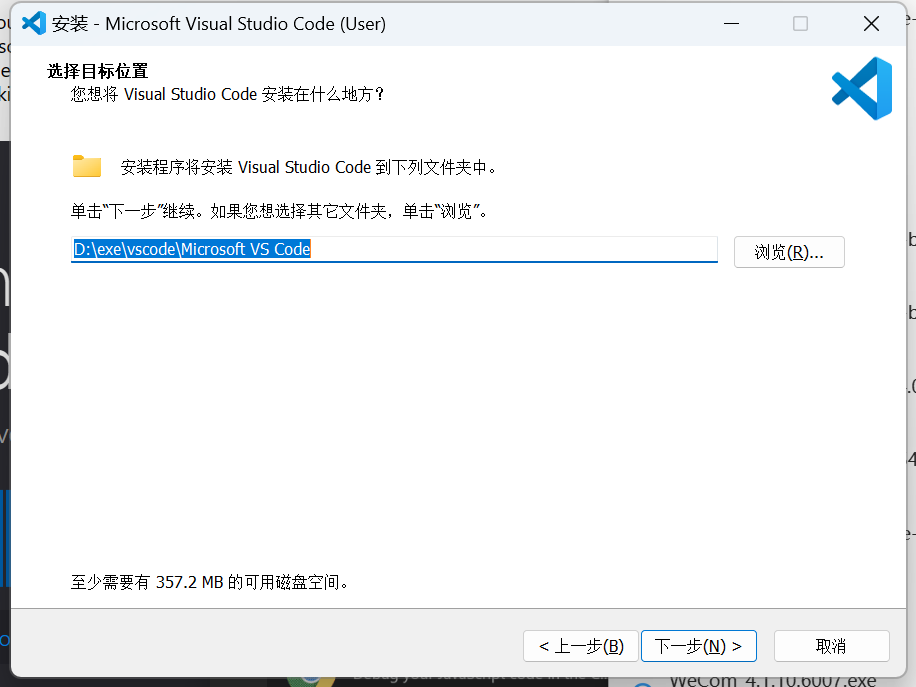 安装 - Microsoft Visual Studio Code (User)
选择目标位置
您想将 Visual Studio Code 安装在什么地方?
安装程序将安装 Visual Studio Code 到下列文件夹中。
单击“下一步”继续。如果您想选择其它文件夹，单击“浏览”。
D:\exe\vscode\Microsoft VS Code
浏览(R)...
至少需要有 357.2 MB 的可用磁盘空间。
< 上一步(B)
下一步(N) >
取消
WeCom_4.1.10.6007.exe